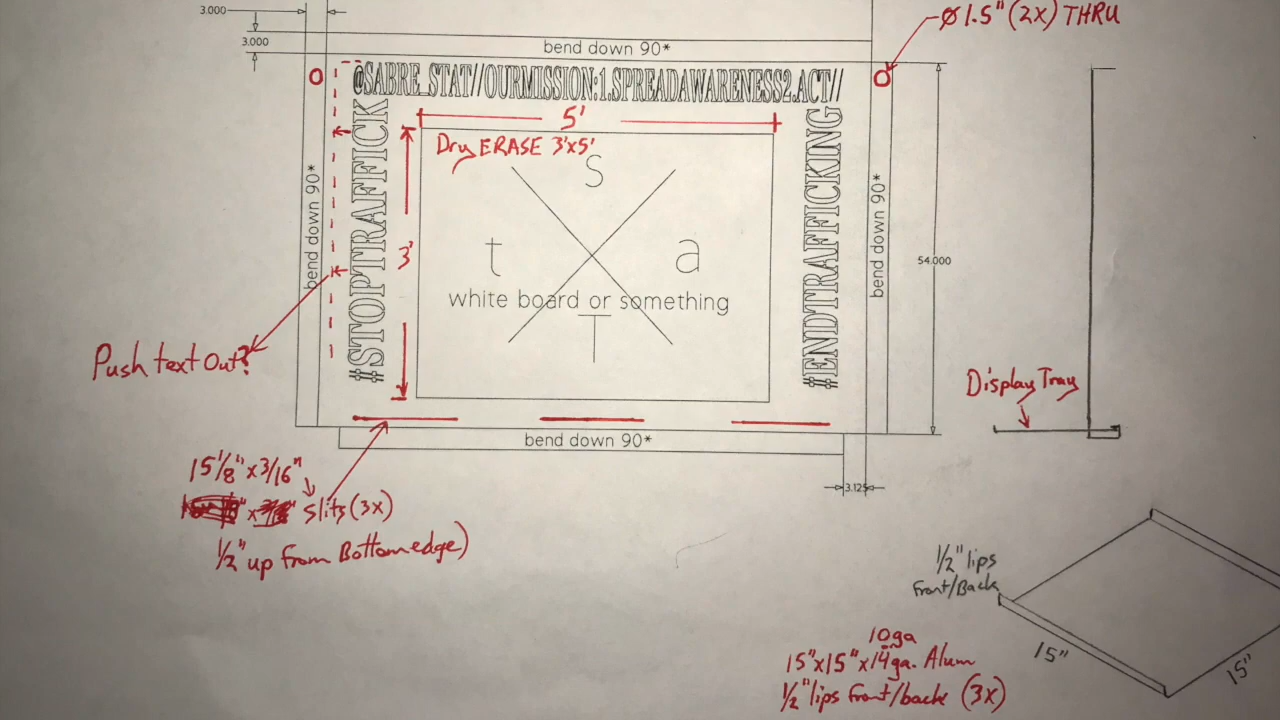 3.000
Ø1.5" (2X) THRU
3.000
bend down 90*
@SABRE_STAT//OURMISSION:1.SPREADAWARENESS2.ACT//
5'
Dry ERASE 3'x5'
#STOPTRAFFICK
#ENDTRAFFICKING
bend down 90*
bend down 90*
S
t
a
T
3'
54.000
white board or something
Push text out?
Display Tray
bend down 90*
3.125
15 1/8" x 3/16"
slits (3x)
1/2" up from Bottom edge)
1/2" lips
Front/Back
15"
15"
10ga
15"x15"x14ga. Alum
1/2" lips front/back (3x)